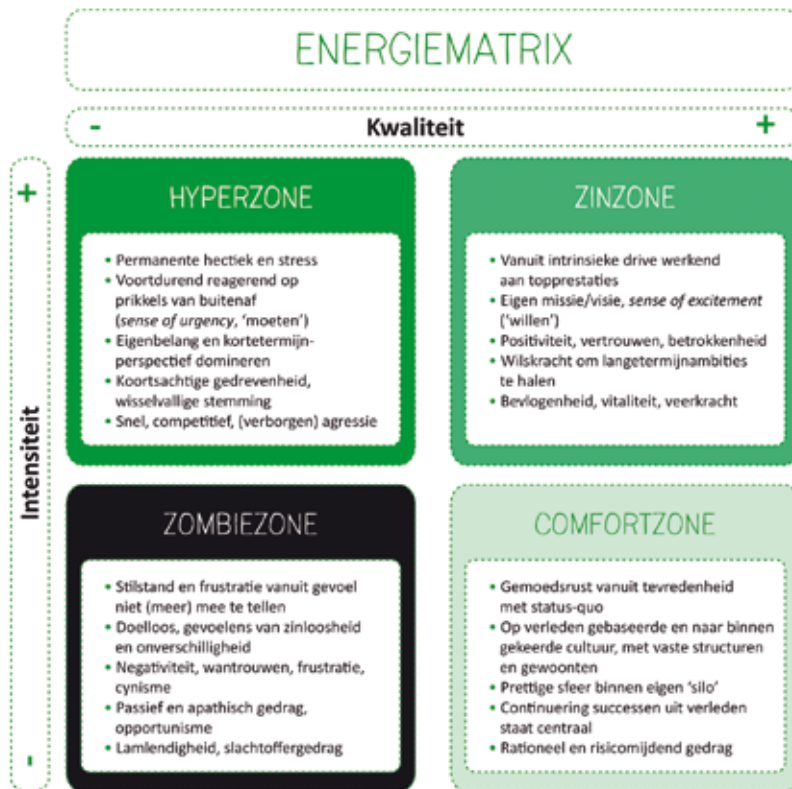 ENERGIEMATRIX
- Kwaliteit +
+
Intensiteit
-
HYPERZONE
• Permanente hectiek en stress
• Voortdurend reagerend op
prikkels van buitenaf
(sense of urgency, ‘moeten’)
• Eigenbelang en kortetermijn-
perspectief domineren
• Koortsachtige gedrevenheid,
wisselvallige stemming
• Snel, competitief, (verborgen) agressie
ZINZONE
• Vanuit intrinsieke drive werkend
aan topprestaties
• Eigen missie/visie, sense of excitement
(‘willen’)
• Positiviteit, vertrouwen, betrokkenheid
• Wilskracht om langetermijnambities
te halen
• Bevlogenheid, vitaliteit, veerkracht
ZOMBIEZONE
• Stilstand en frustratie vanuit gevoel
niet (meer) mee te tellen
• Doelloos, gevoelens van zinloosheid
en onverschilligheid
• Negativiteit, wantrouwen, frustratie,
cynisme
• Passief en apathisch gedrag,
opportunisme
• Lamlendigheid, slachtoffergedrag
COMFORTZONE
• Gemoedsrust vanuit tevredenheid
met status-quo
• Op verleden gebaseerde en naar binnen
gekeerde cultuur, met vaste structuren
en gewoonten
• Prettige sfeer binnen eigen ‘silo’
• Continuering successen uit verleden
staat centraal
• Rationeel en risicomijdend gedrag